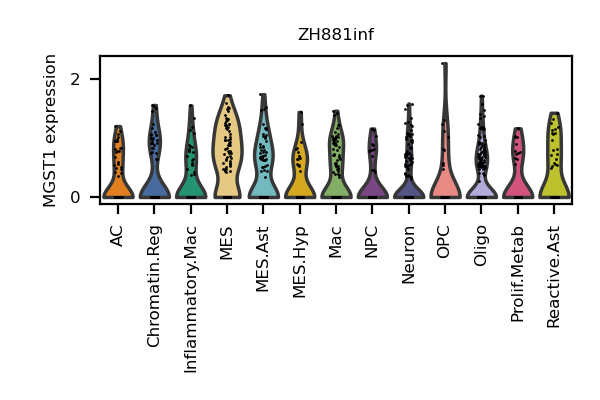 ZH881inf
MGST1 expression
2
0
AC
Chromatin.Reg
Inflammatory.Mac
MES
MES.Ast
MES.Hyp
Mac
NPC
Neuron
OPC
Oligo
Prolif.Metab
Reactive.Ast